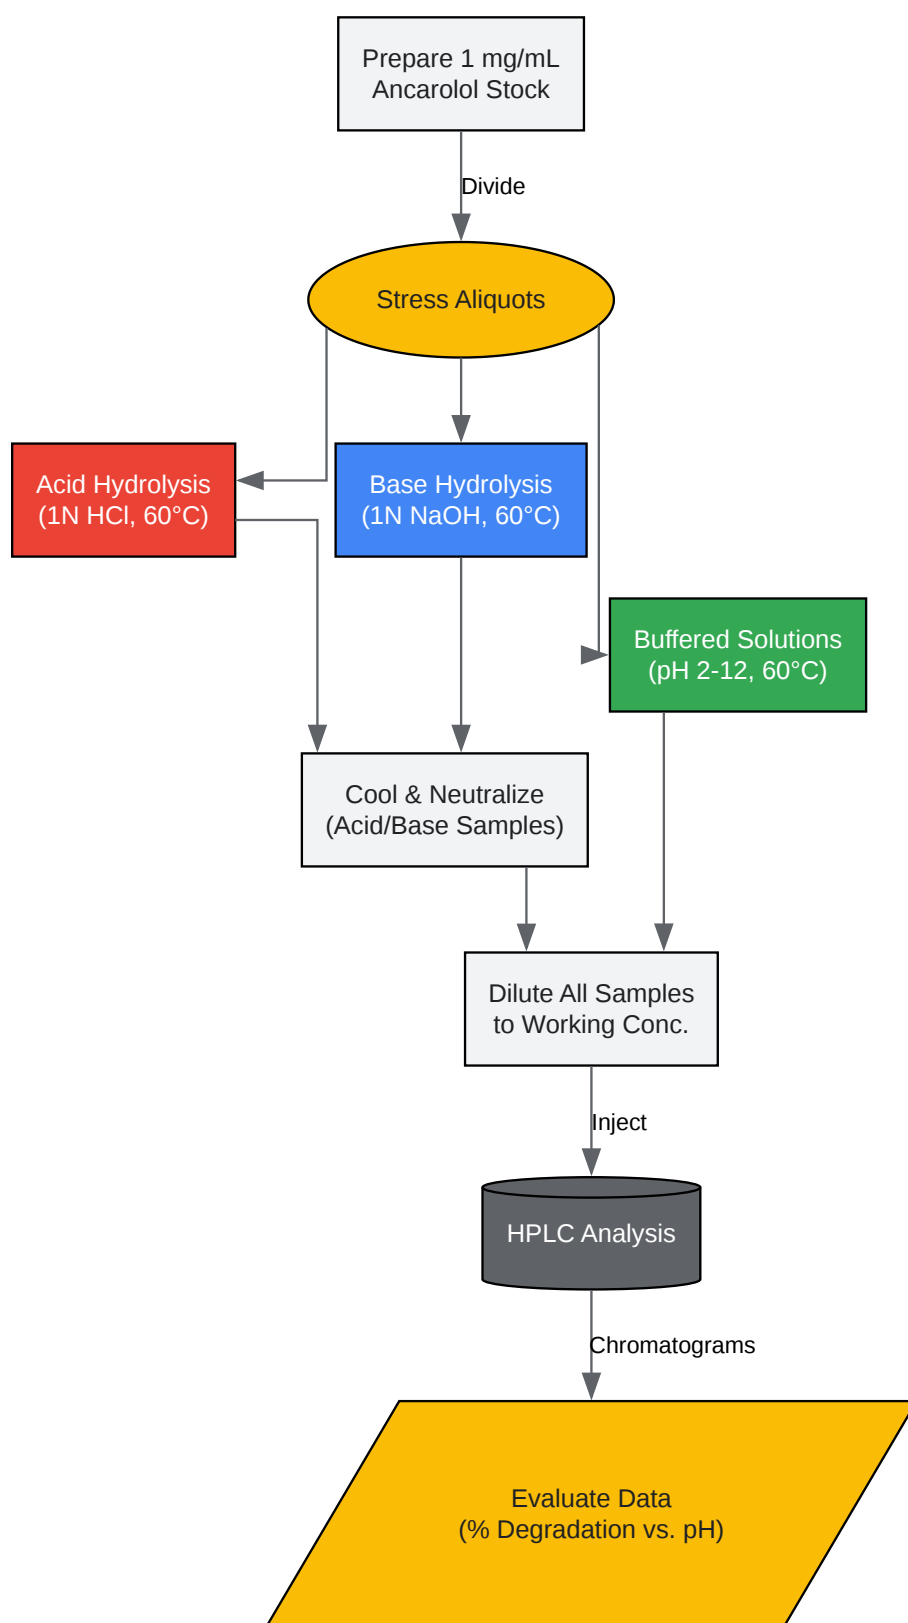 Prepare 1 mg/mL
Ancarolol Stock
Divide
Stress Aliquots
Acid Hydrolysis
(1N HCl, 60°C)
Base Hydrolysis
(1N NaOH, 60°C)
Buffered Solutions
(pH 2-12, 60°C)
Cool & Neutralize
(Acid/Base Samples)
Dilute All Samples
to Working Conc.
Inject
HPLC Analysis
Chromatograms
Evaluate Data
(% Degradation vs. pH)